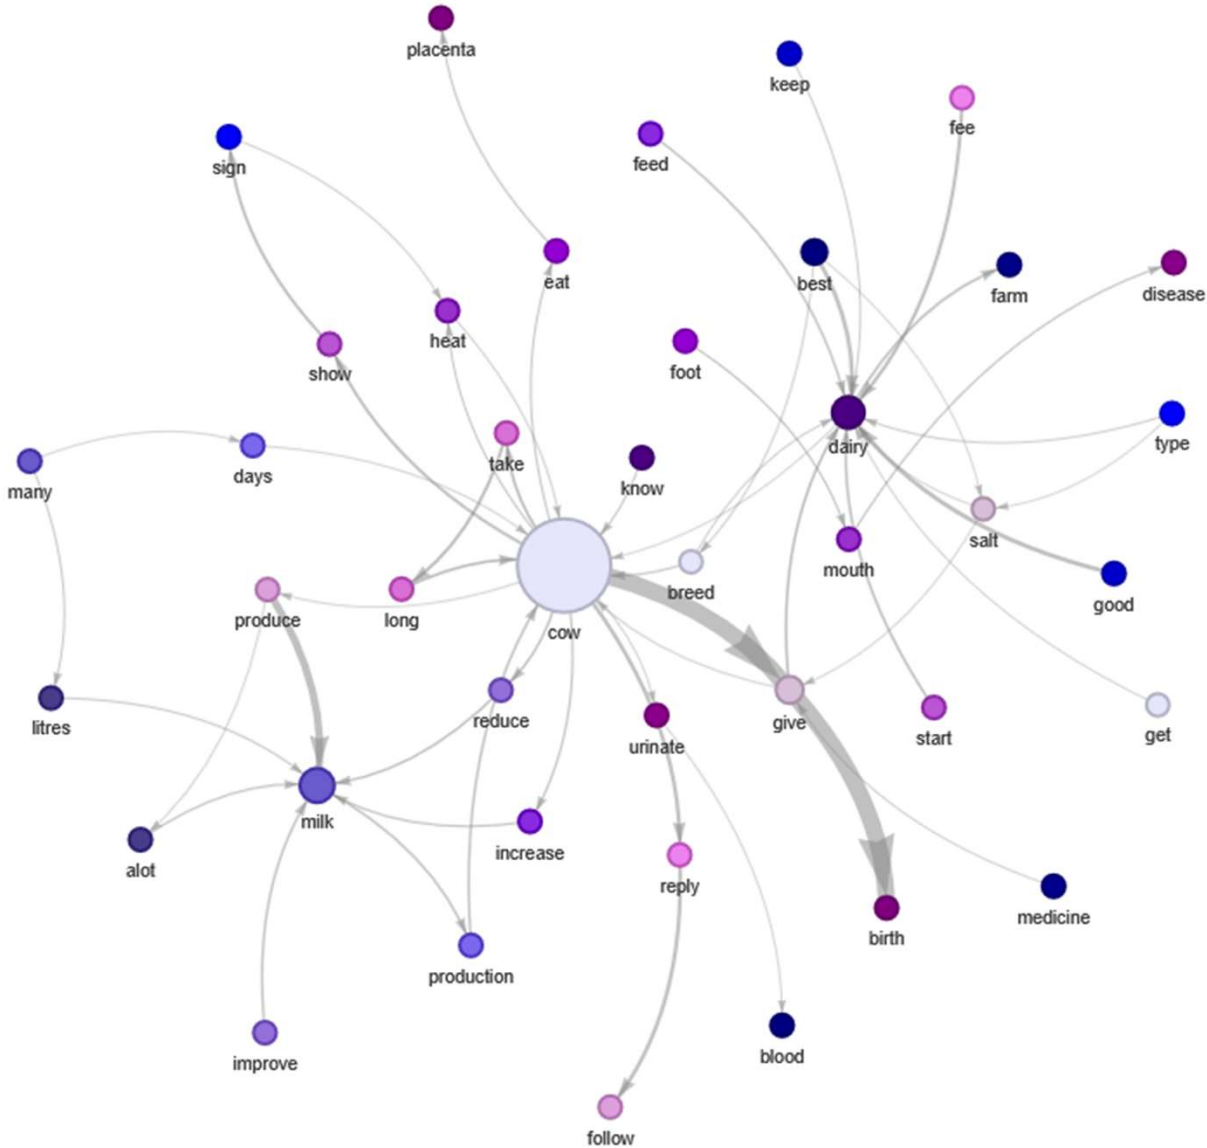 placenta
keep
fee
sign
feed
eat
best
farm
disease
heat
show
foot
take
dairy
type
many
days
know
salt
mouth
breed
good
produce
long
cow
litres
reduce
urinate
give
start
get
milk
increase
alot
reply
medicine
birth
production
improve
blood
follow